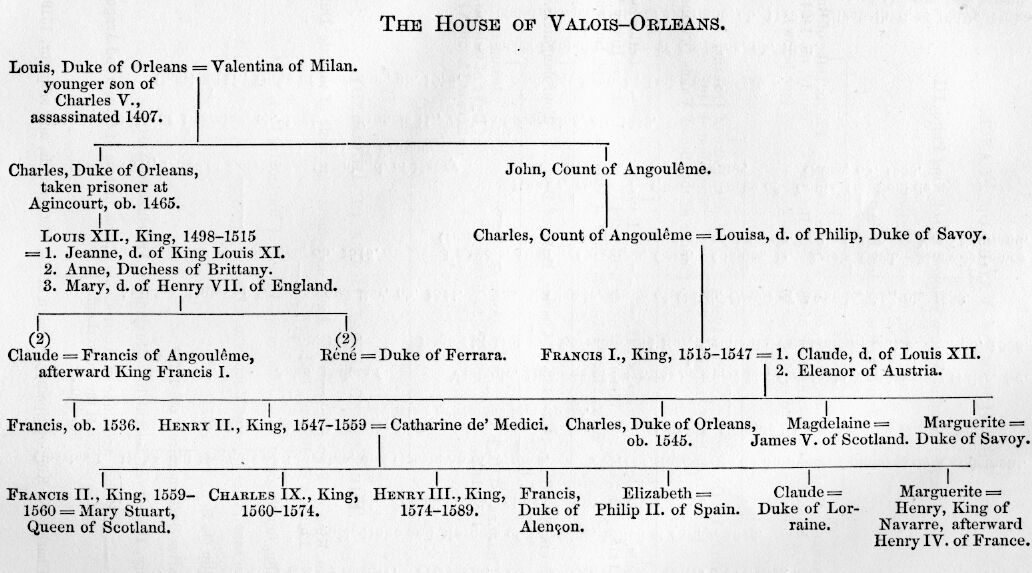 THE HOUSE OF VALOIS–ORLEANS.
Louis, Duke of Orleans = Valentina of Milan.
younger son of
Charles V.,
assassinated 1407.
Charles, Duke of Orleans,
taken prisoner at
Agincourt, ob. 1465.
John, Count of Angoulême.
LOUIS XII., King, 1498–1515
= 1. Jeanne, d. of King Louis XI.
2. Anne, Duchess of Brittany.
3. Mary, d. of Henry VII. of England.
Charles, Count of Angoulême = Louisa, d. of Philip, Duke of Savoy.
(2)
Claude = Francis of Angoulême,
afterward King Francis I.
(2)
Réné = Duke of Ferrara.
FRANCIS I., King, 1515–1547 = 1. Claude, d. of Louis XII.
2. Eleanor of Austria.
Francis, ob. 1536.
HENRY II., King, 1547–1559 = Catharine de' Medici.
Charles, Duke of Orleans,
ob. 1545.
Magdelaine =
James V. of Scotland.
Marguerite =
Duke of Savoy.
FRANCIS II., King, 1559–
1560 = Mary Stuart,
Queen of Scotland.
CHARLES IX., King,
1560–1574.
HENRY III., King,
1574–1589.
Francis,
Duke of
Alençon.
Elizabeth =
Philip II. of Spain.
Claude =
Duke of Lor-
raine.
Marguerite =
Henry, King of
Navarre, afterward
Henry IV. of France.